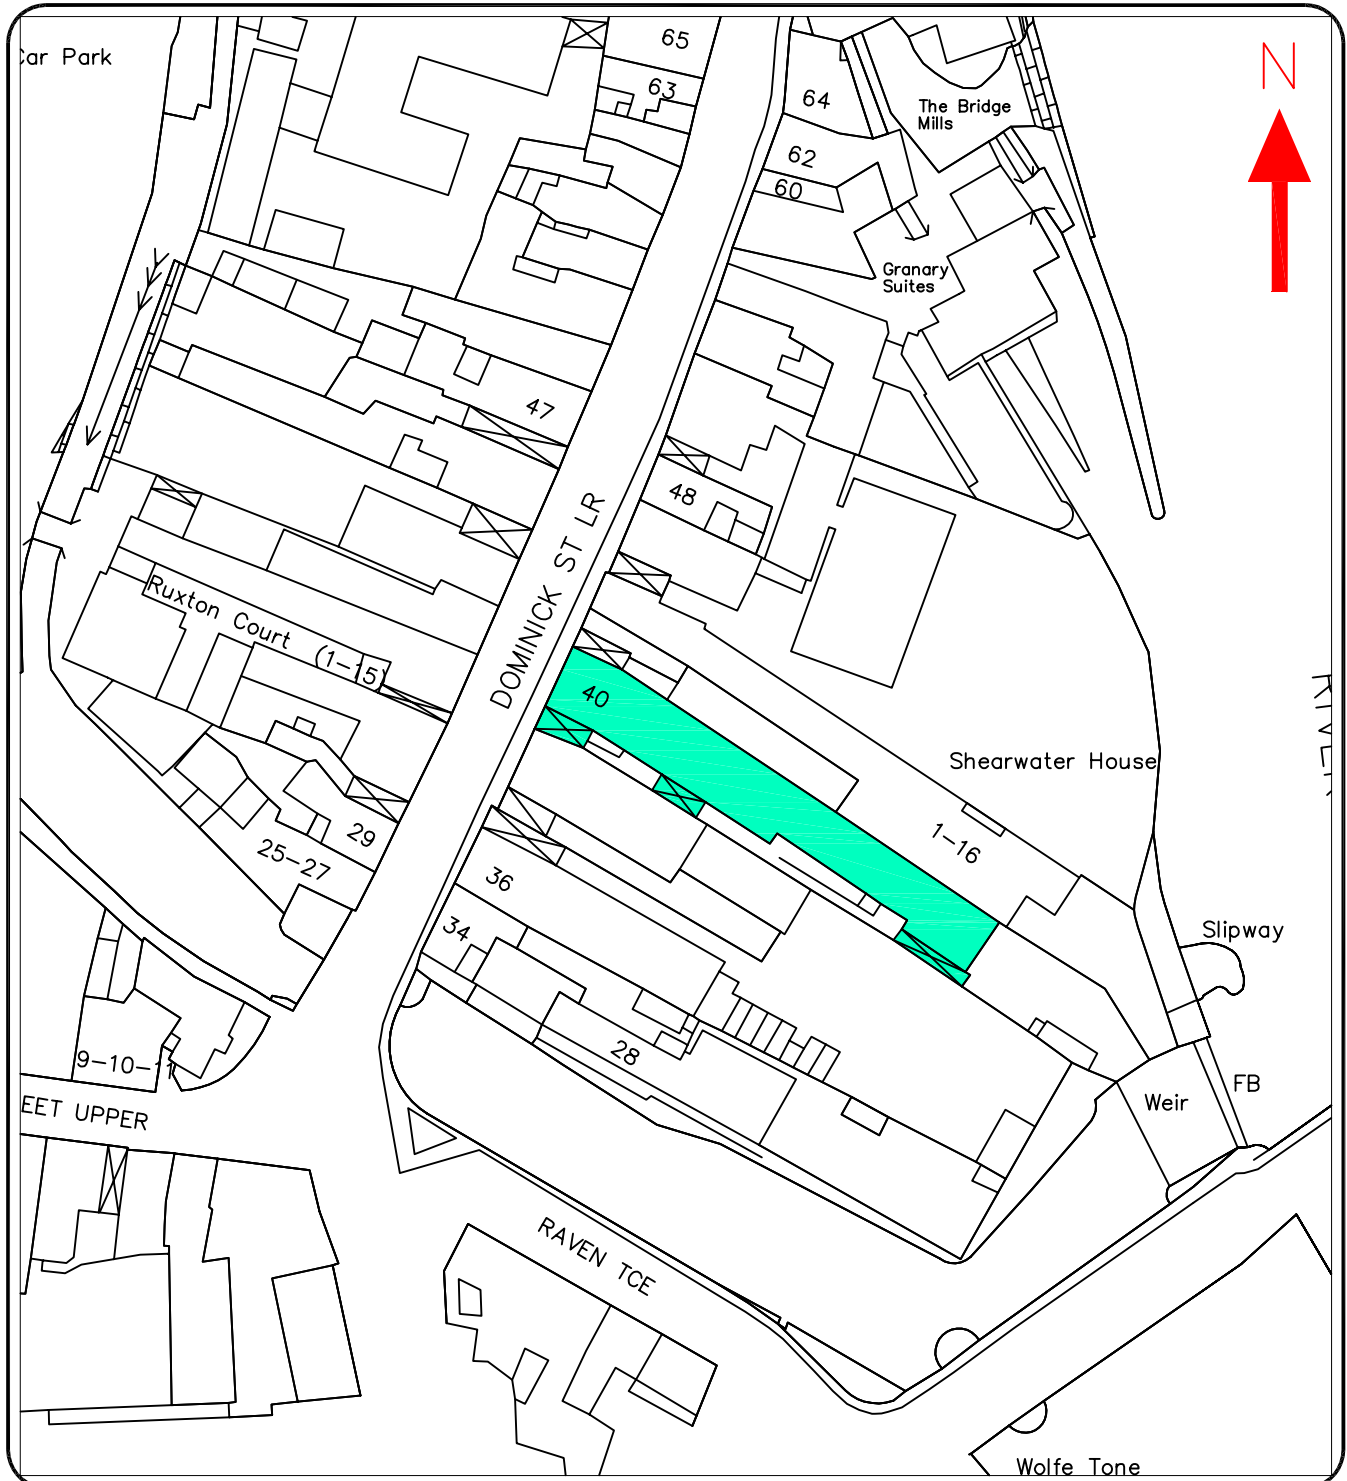 65
Car Park
63
64
N
The Bridge
Mills
62
60
Granary
Suites
47
48
DOMINICK ST LR
Ruxton Court (1-15)
40
RIVER
Shearwater House
29
1-16
25-27
36
34
Slipway
28
9-10-11
FB
Weir
EET UPPER
RAVEN TCE
Wolfe Tone